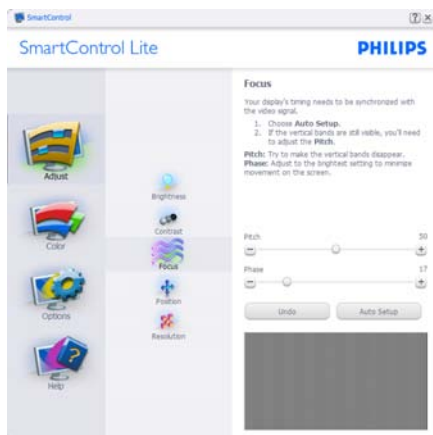 SmartControl
SmartControl Lite
PHILIPS
Adjust
Color
Options
Help
Brightness
Contrast
Focus
Position
Resolution
Focus
Your display's timing needs to be synchronized with
the video signal.
1. Choose Auto Setup.
2. If the vertical bands are still visible, you'll need
to adjust the Pitch.
Pitch: Try to make the vertical bands disappear.
Phase: Adjust to the brightest setting to minimize
movement on the screen.
Pitch 50
Phase 17
Undo Auto Setup